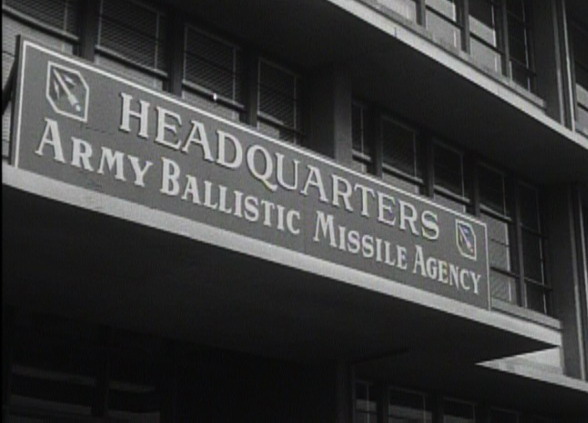 HEADQUARTERS
ARMY BALLISTIC MISSILE AGENCY